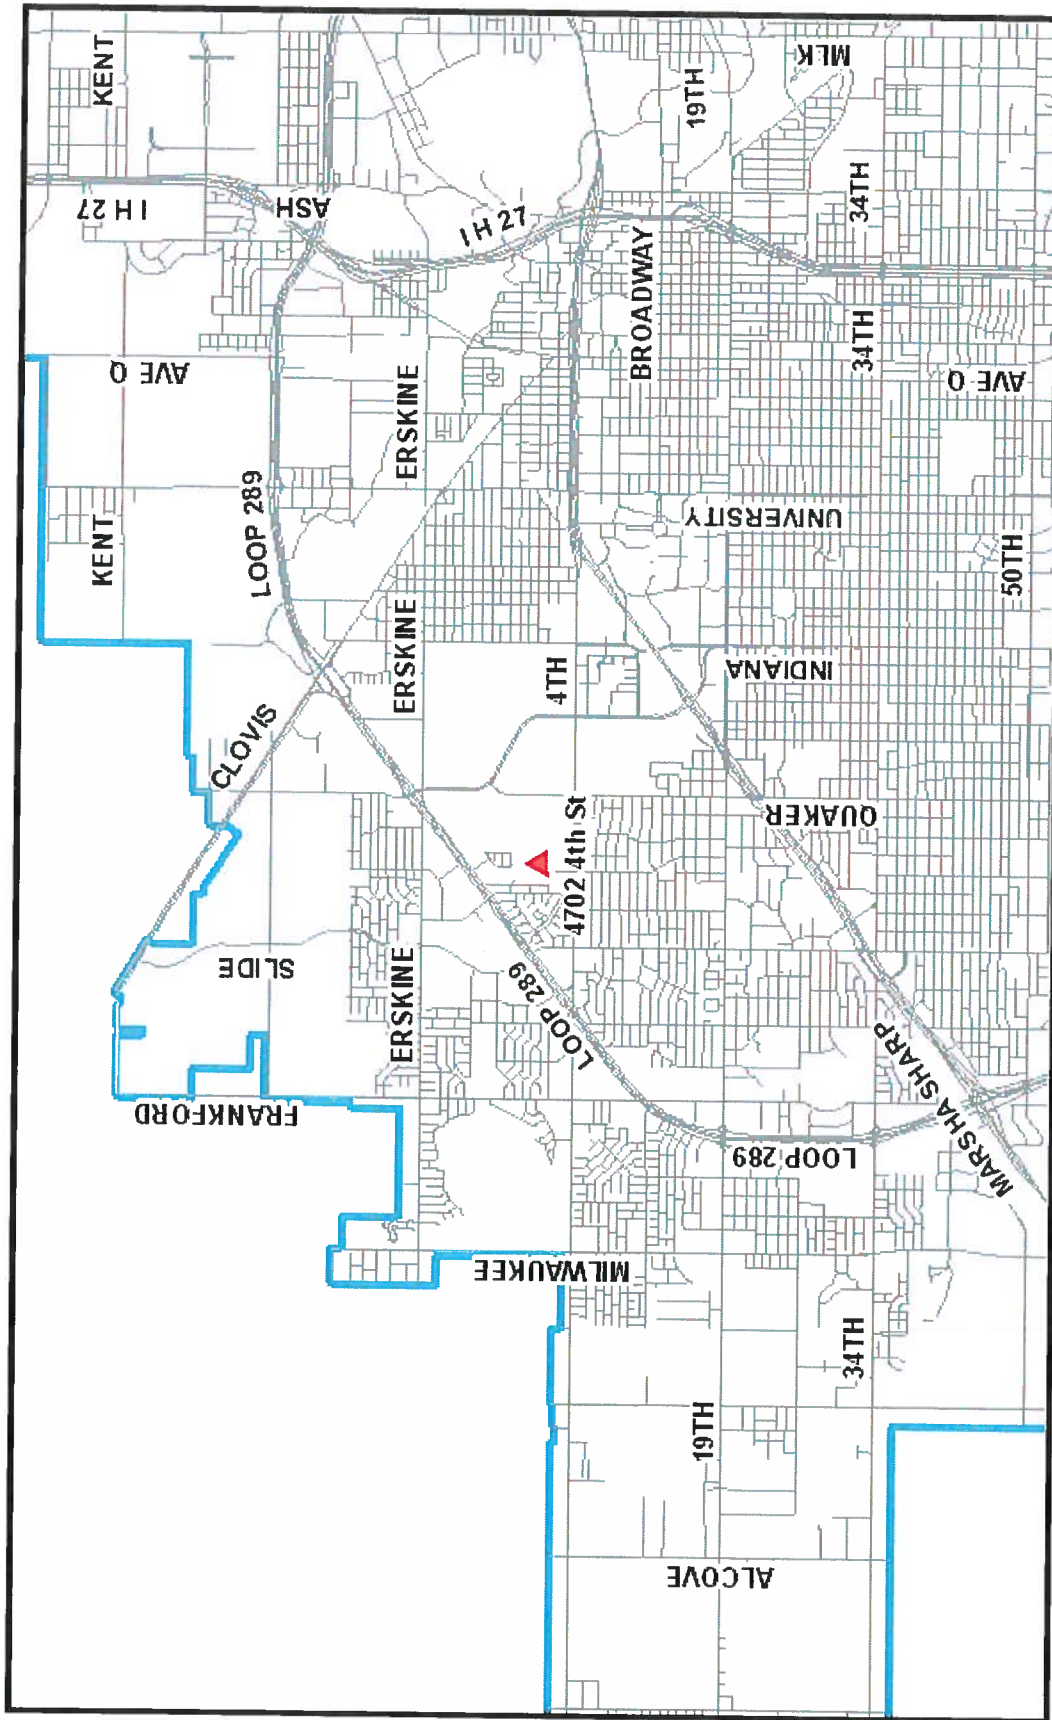 KENT
I H 27
ASH
AVE Q
KENT
LOOP 289
CLOVIS
SLIDE
FRANKFORD
ERSKINE
ERSKINE
ERSKINE
I H 27
19TH
MLK
BROADWAY
34TH
34TH
AVE Q
UNIVERSITY
50TH
4TH
INDIANA
4702 4th St
QUAKER
LOOP 289
LOOP 289
MARSHA SHARP
MILWAUKEE
34TH
19TH
ALCOVE